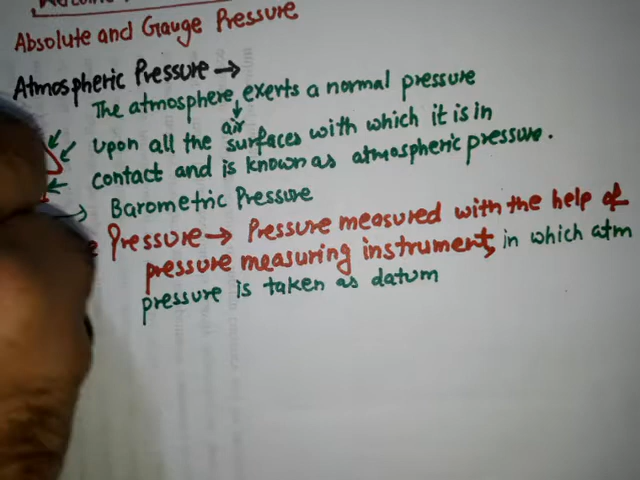 Absolute and Gauge Pressure
Atmospheric Pressure →
The atmosphere, exerts a normal pressure
air
upon all the surfaces with which it is in
contact and is known as atmospheric pressure.
→ Barometric Pressure
Pressure → Pressure measured with the help of
pressure measuring instrument, in which atm
pressure is taken as datum